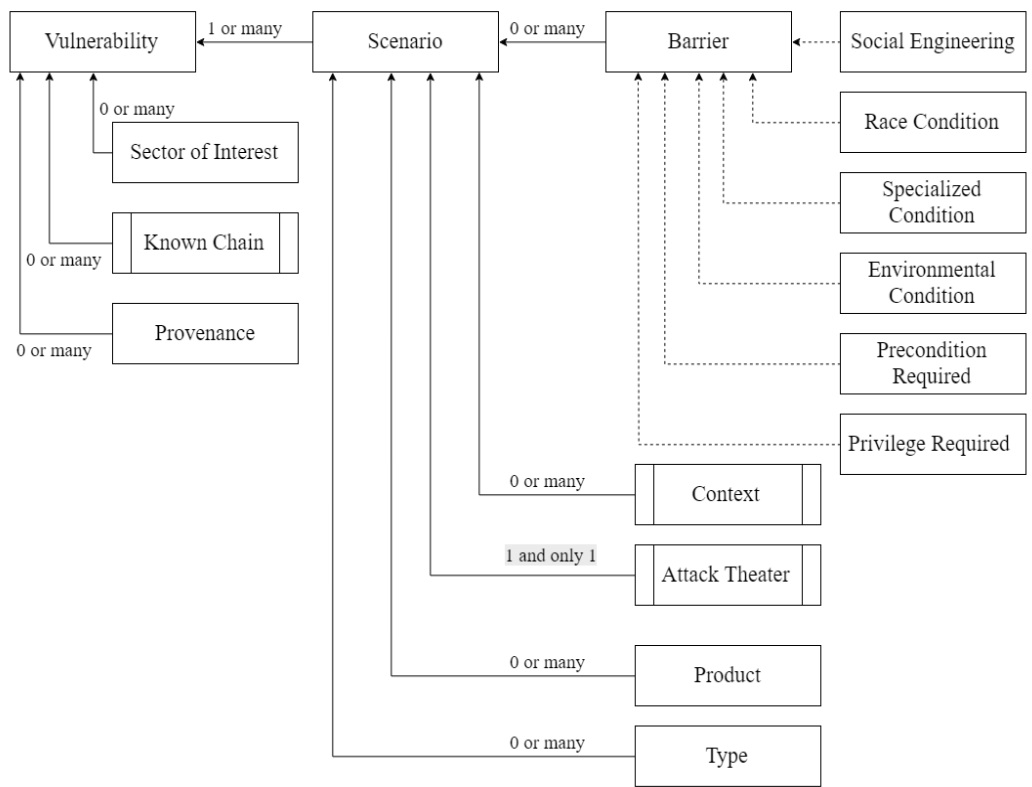 Vulnerability
1 or many
Scenario
0 or many
Barrier
Social Engineering
0 or many
Sector of Interest
Race Condition
Known Chain
0 or many
Specialized
Condition
Provenance
0 or many
Environmental
Condition
Precondition
Required
Privilege Required
0 or many
Context
1 and only 1
Attack Theater
0 or many
Product
0 or many
Type